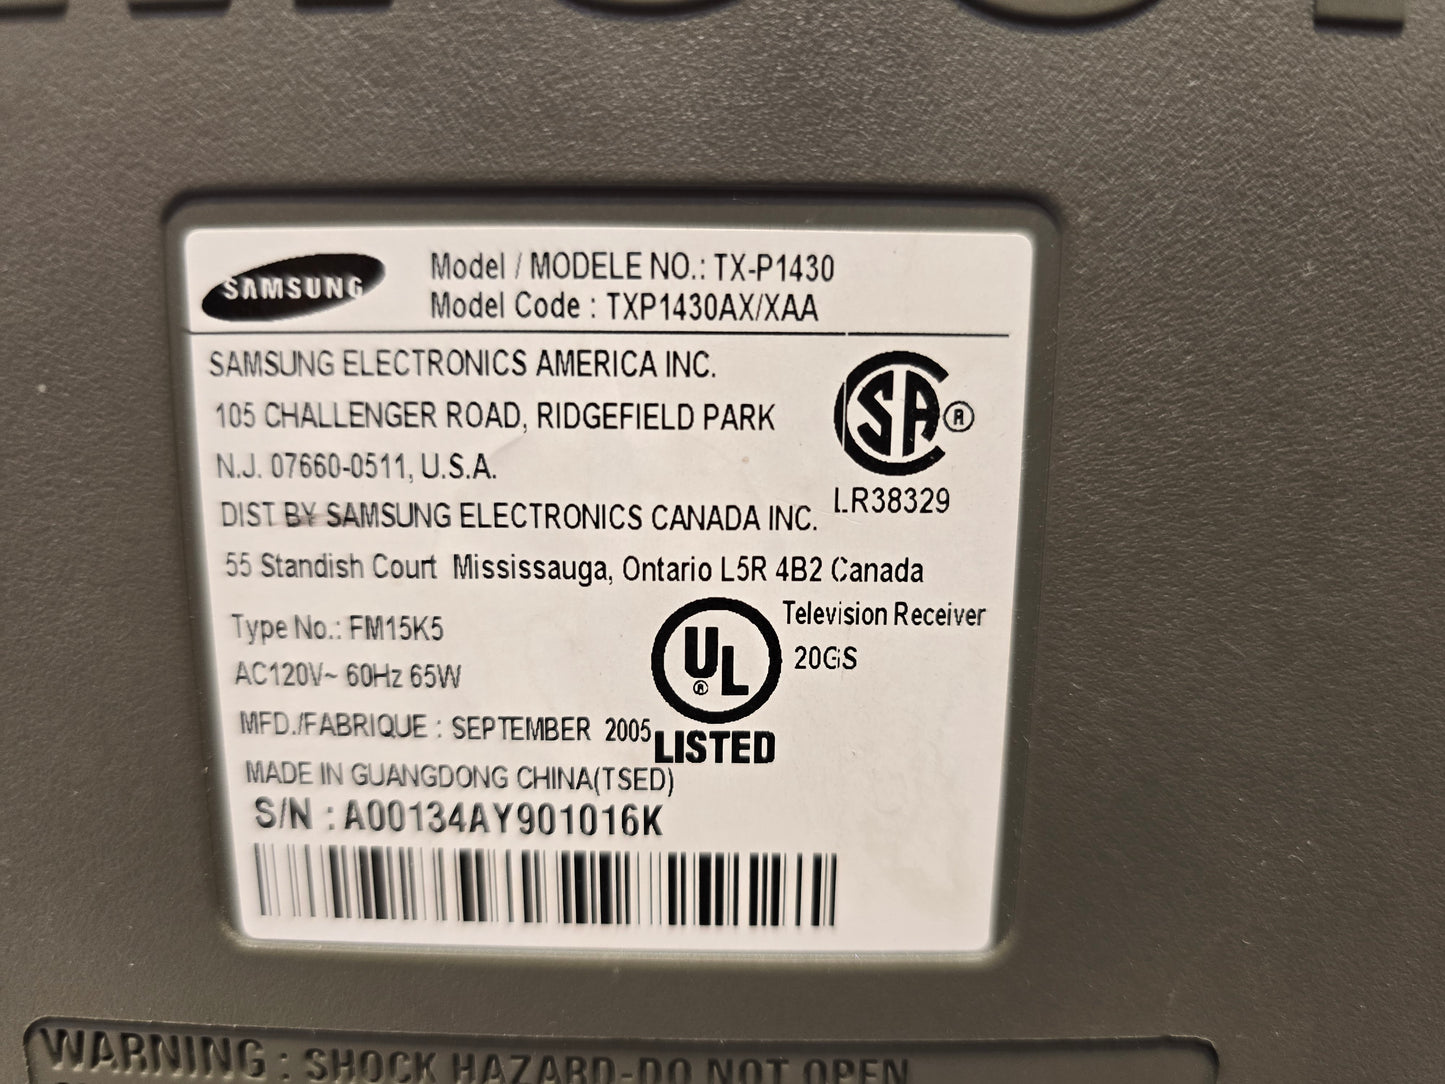 SAMSUNG
Model / MODELE NO.: TX-P1430
Model Code : TXP1430AX/XAA
SAMSUNG ELECTRONICS AMERICA INC.
105 CHALLENGER ROAD, RIDGEFIELD PARK
N.J. 07660-0511, U.S.A.
SA ®
LR38329
DIST BY SAMSUNG ELECTRONICS CANADA INC.
55 Standish Court Mississauga, Ontario L5R 4B2 Canada
Type No.: FM15K5
AC120V~ 60Hz 65W
MFD./FABRIQUE : SEPTEMBER 2005
UL ®
LISTED
Television Receiver
20GS
MADE IN GUANGDONG CHINA(TSED)
S/N : A00134AY901016K
WARNING : SHOCK HAZARD-DO NOT OPEN